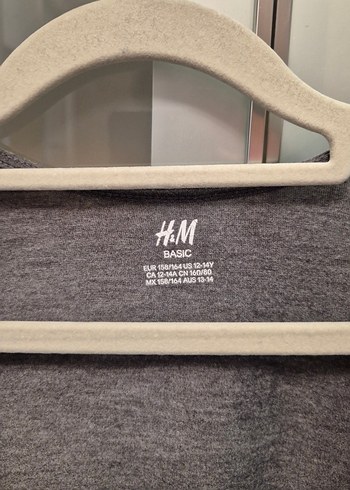 H&M
BASIC
EUR 158/164 US 12-14Y
CA 12-14A CN 160/80
MX 158/164 AUS 13-14